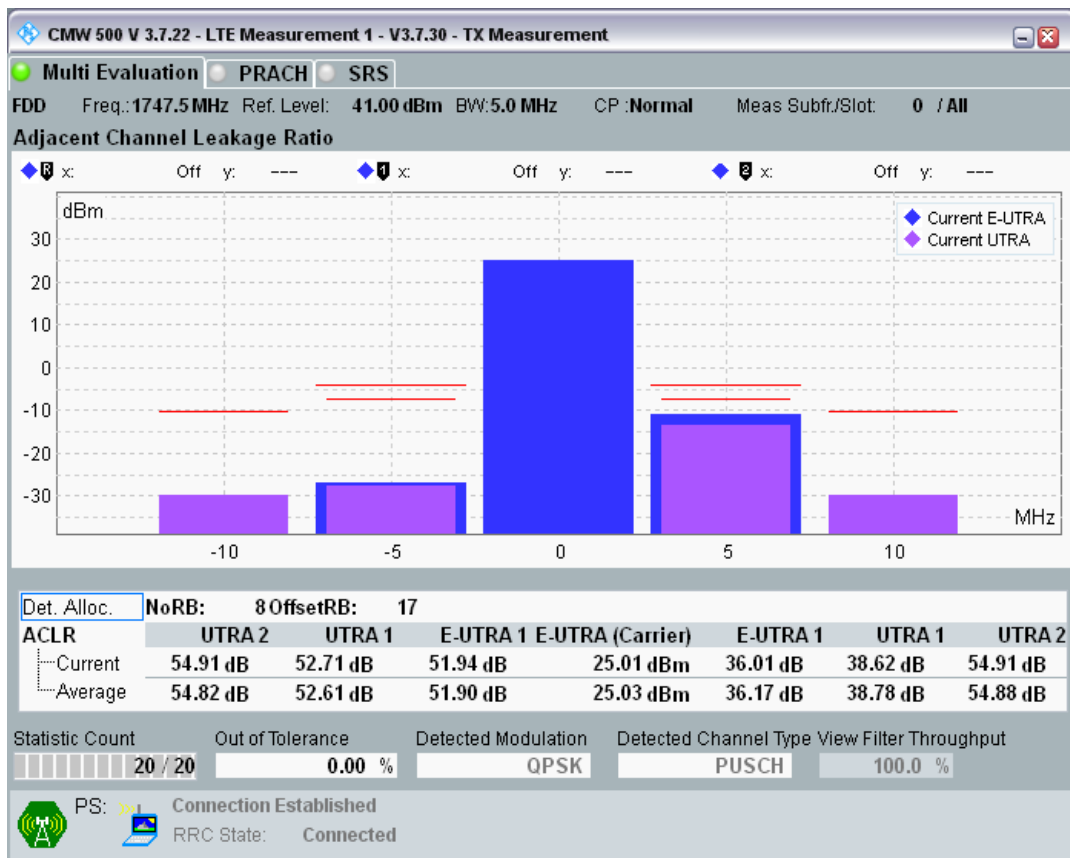 CMW 500 V 3.7.22 - LTE Measurement 1 - V3.7.30 - TX Measurement
Multi Evaluation PRACH SRS
FDD Freq.: 1747.5 MHz Ref. Level: 41.00 dBm BW: 5.0 MHz CP : Normal Meas Subfr./Slot: 0 / All
Adjacent Channel Leakage Ratio
R x: Off y: --- 1 x: Off y: --- 2 x: Off y: ---
dBm
Current E-UTRA
Current UTRA
30
20
10
0
-10
-20
-30
MHz
-10 -5 0 5 10
Det. Alloc. NoRB: 8 OffsetRB: 17
ACLR UTRA 2 UTRA 1 E-UTRA 1 E-UTRA (Carrier) E-UTRA 1 UTRA 1 UTRA 2
Current 54.91 dB 52.71 dB 51.94 dB 25.01 dBm 36.01 dB 38.62 dB 54.91 dB
Average 54.82 dB 52.61 dB 51.90 dB 25.03 dBm 36.17 dB 38.78 dB 54.88 dB
Statistic Count Out of Tolerance Detected Modulation Detected Channel Type View Filter Throughput
20 / 20 0.00 % QPSK PUSCH 100.0 %
PS: Connection Established
RRC State: Connected